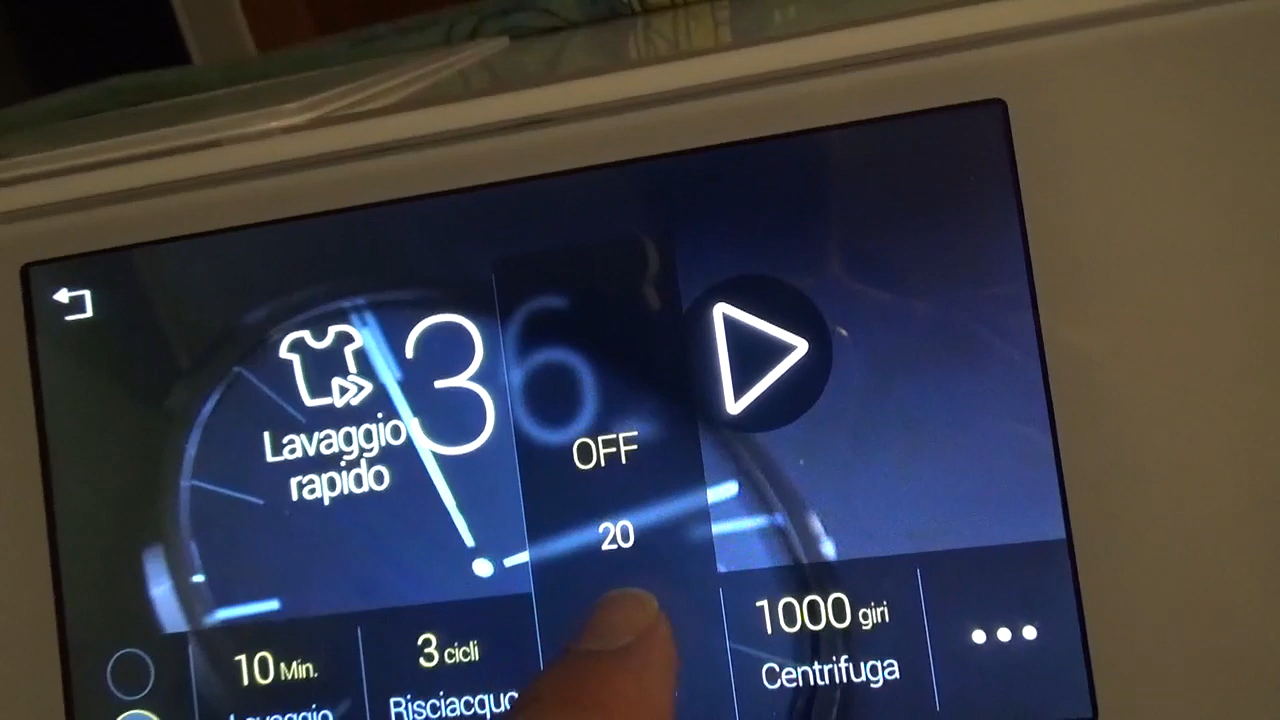 36
Lavaggio
rapido
OFF
20
10 Min.
Lavaggio
3 cicli
Risciacquo
1000 giri
Centrifuga